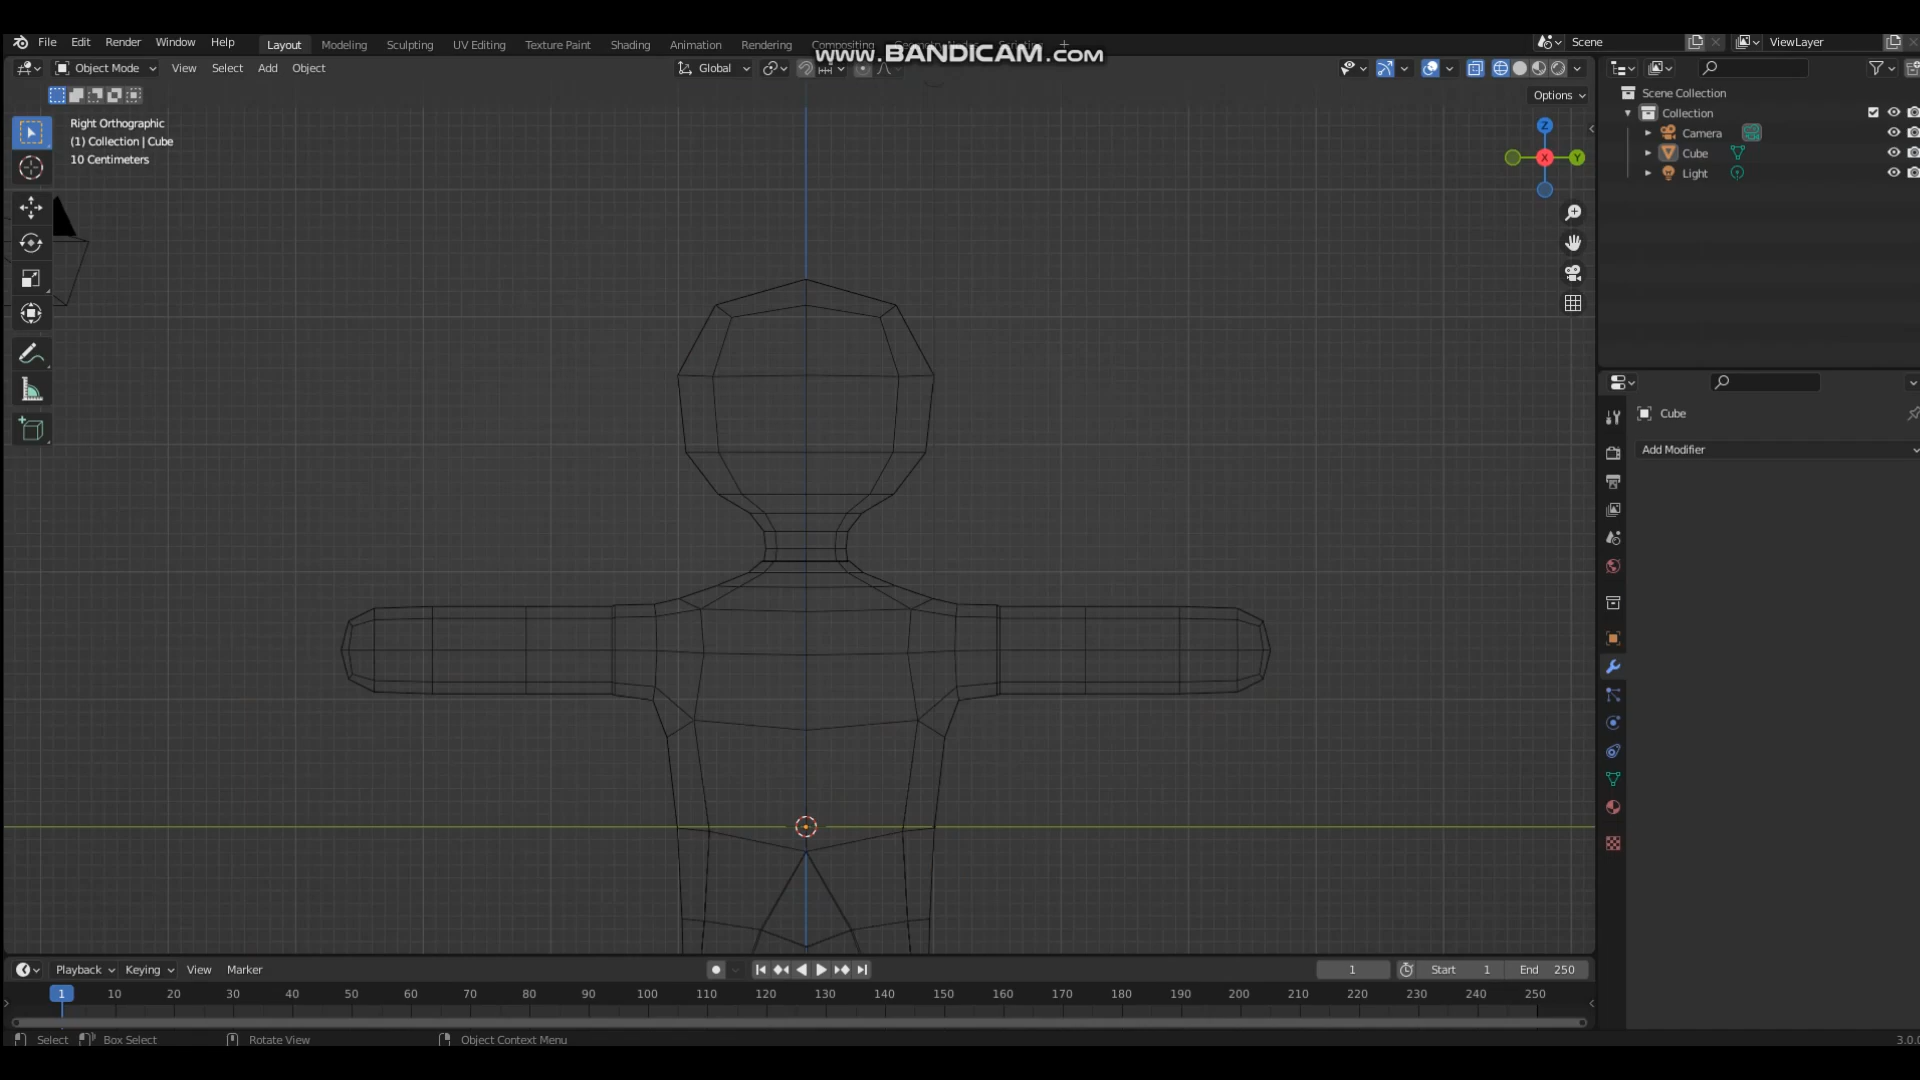 www.BANDICAM.com
File Edit Render Window Help Layout Modeling Sculpting UV Editing Texture Paint Shading Animation Rendering Compositing Scene ViewLayer
Object Mode View Select Add Object Global
Options
Right Orthographic
(1) Collection | Cube
10 Centimeters
Z
X Y
Scene Collection
Collection
Camera
Cube
Light
Cube
Add Modifier
Playback Keying View Marker 1 Start 1 End 250
1 10 20 30 40 50 60 70 80 90 100 110 120 130 140 150 160 170 180 190 200 210 220 230 240 250
Select Box Select Rotate View Object Context Menu 3.0.0